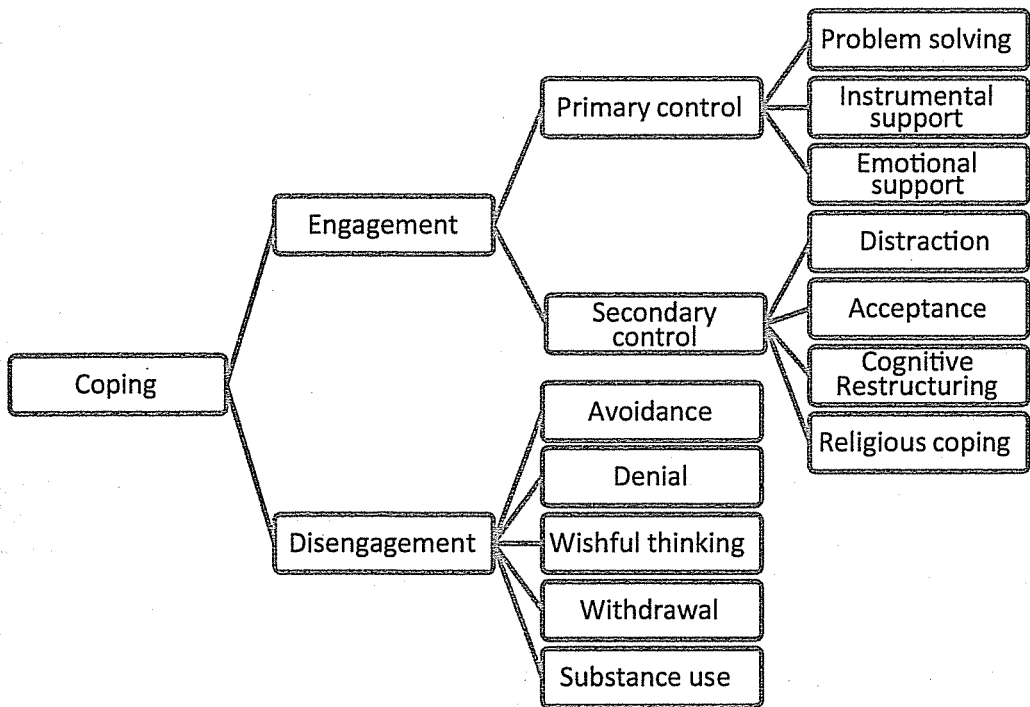 Coping
Engagement
Primary control
Problem solving
Instrumental
support
Emotional
support
Secondary
control
Distraction
Acceptance
Cognitive
Restructuring
Religious coping
Disengagement
Avoidance
Denial
Wishful thinking
Withdrawal
Substance use